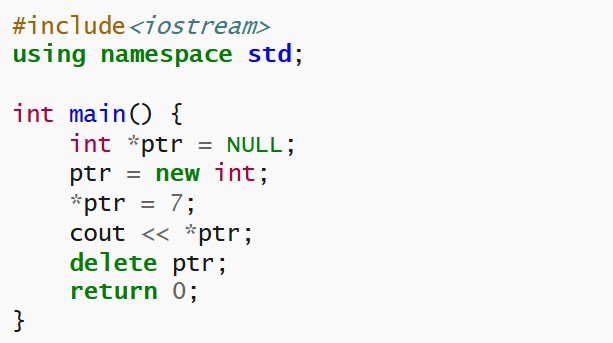 #include<iostream>
using namespace std;

int main() {
    int *ptr = NULL;
    ptr = new int;
    *ptr = 7;
    cout << *ptr;
    delete ptr;
    return 0;
}